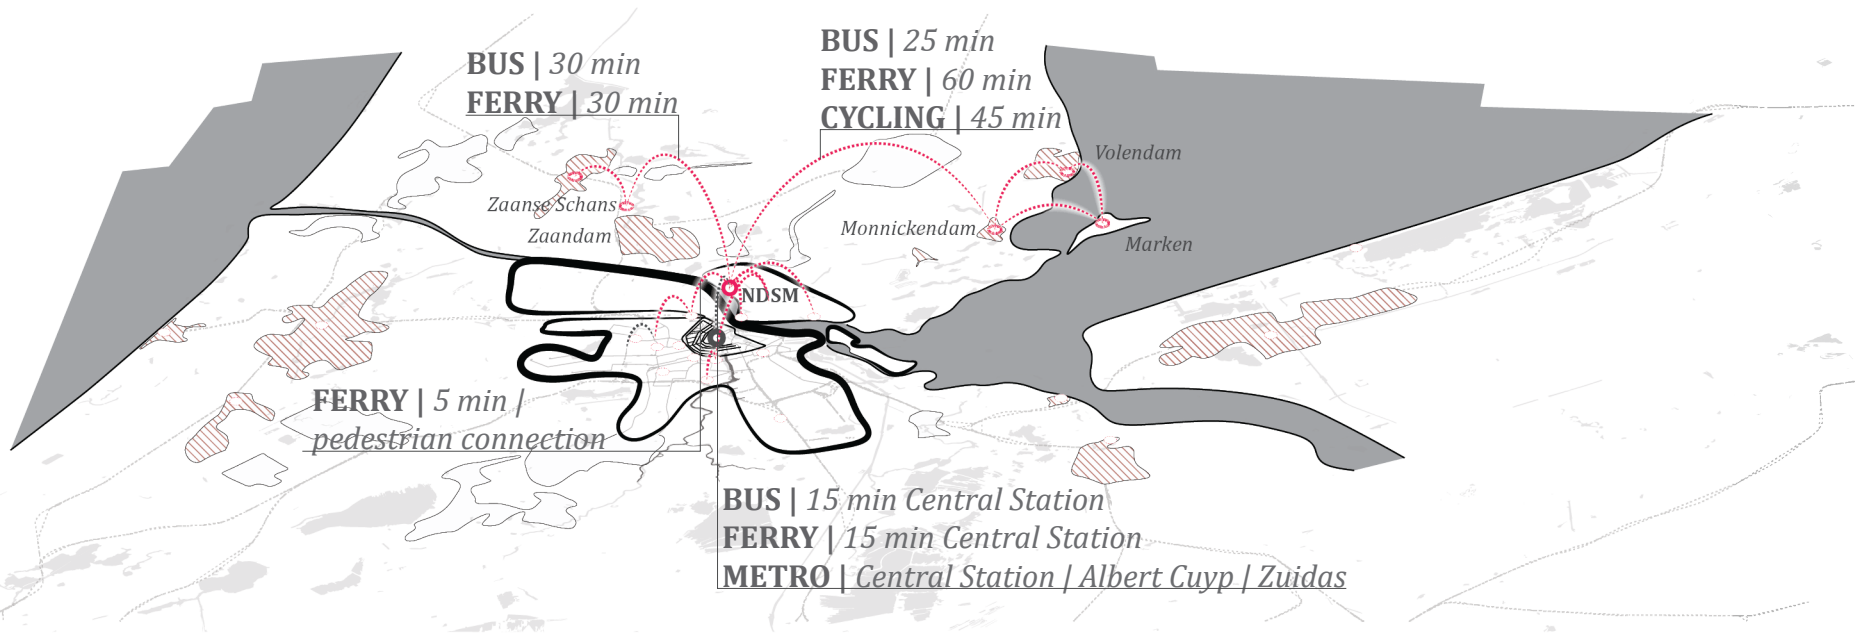 BUS | 30 min
FERRY | 30 min
BUS | 25 min
FERRY | 60 min
CYCLING | 45 min
Volendam
Zaanse Schans
Zaandam
Monnickendam
Marken
NDSM
FERRY | 5 min /
pedestrian connection
BUS | 15 min Central Station
FERRY | 15 min Central Station
METRO | Central Station | Albert Cuyp | Zuidas